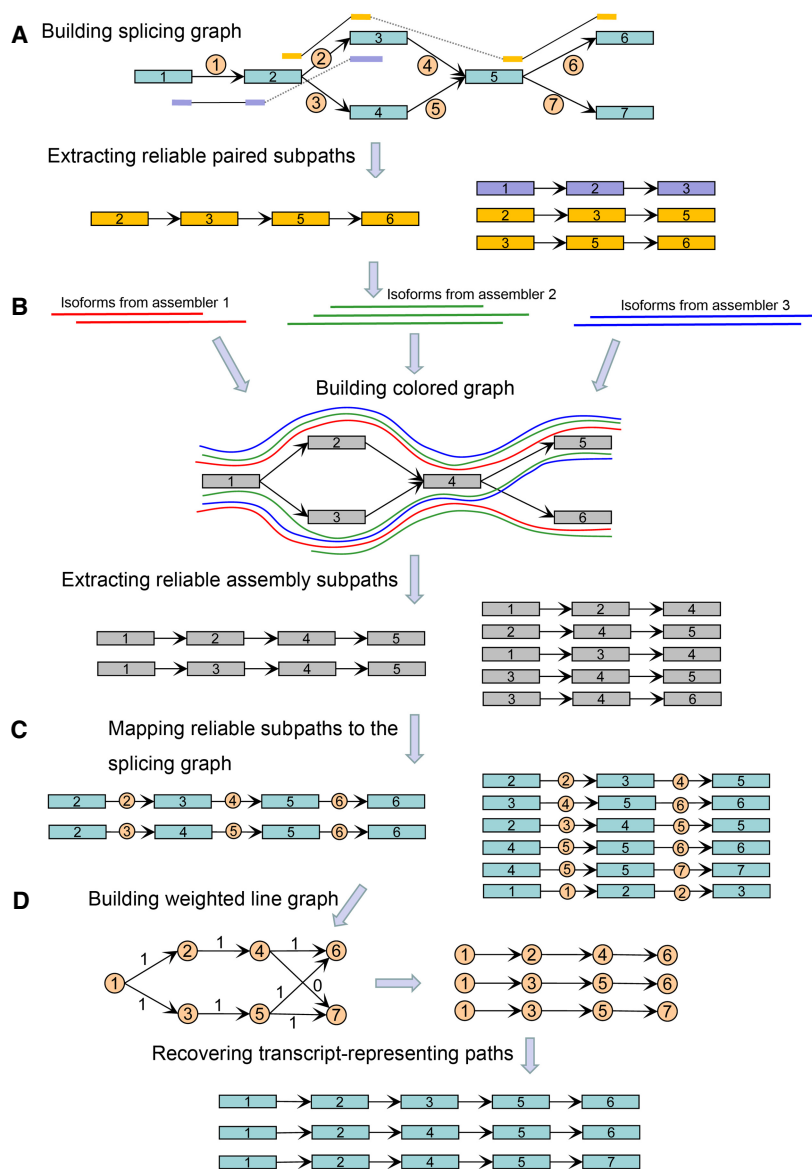 A
Building splicing graph
3
6
1
2
4
6
1
2
5
3
5
7
4
7
Extracting reliable paired subpaths
1 2 3
2 3 5 6
2 3 5
3 5 6
B
Isoforms from assembler 1
Isoforms from assembler 2
Isoforms from assembler 3
Building colored graph
2
5
1
4
3
6
Extracting reliable assembly subpaths
1 2 4
1 2 4 5
2 4 5
1 3 4
1 3 4 5
3 4 5
3 4 6
C
Mapping reliable subpaths to the
splicing graph
2 2 3 4 5 6 6
2 3 4 5 5 6 6
2 2 3 4 5
3 4 5 6 6
2 3 4 5 5
4 5 5 6 6
4 5 5 7 7
1 1 2 2 3
D
Building weighted line graph
1 1 1
2 4 6
1
1 0
1 1 1
3 5 7
1 2 4 6
1 3 5 6
1 3 5 7
Recovering transcript-representing paths
1 2 3 5 6
1 2 4 5 6
1 2 4 5 7